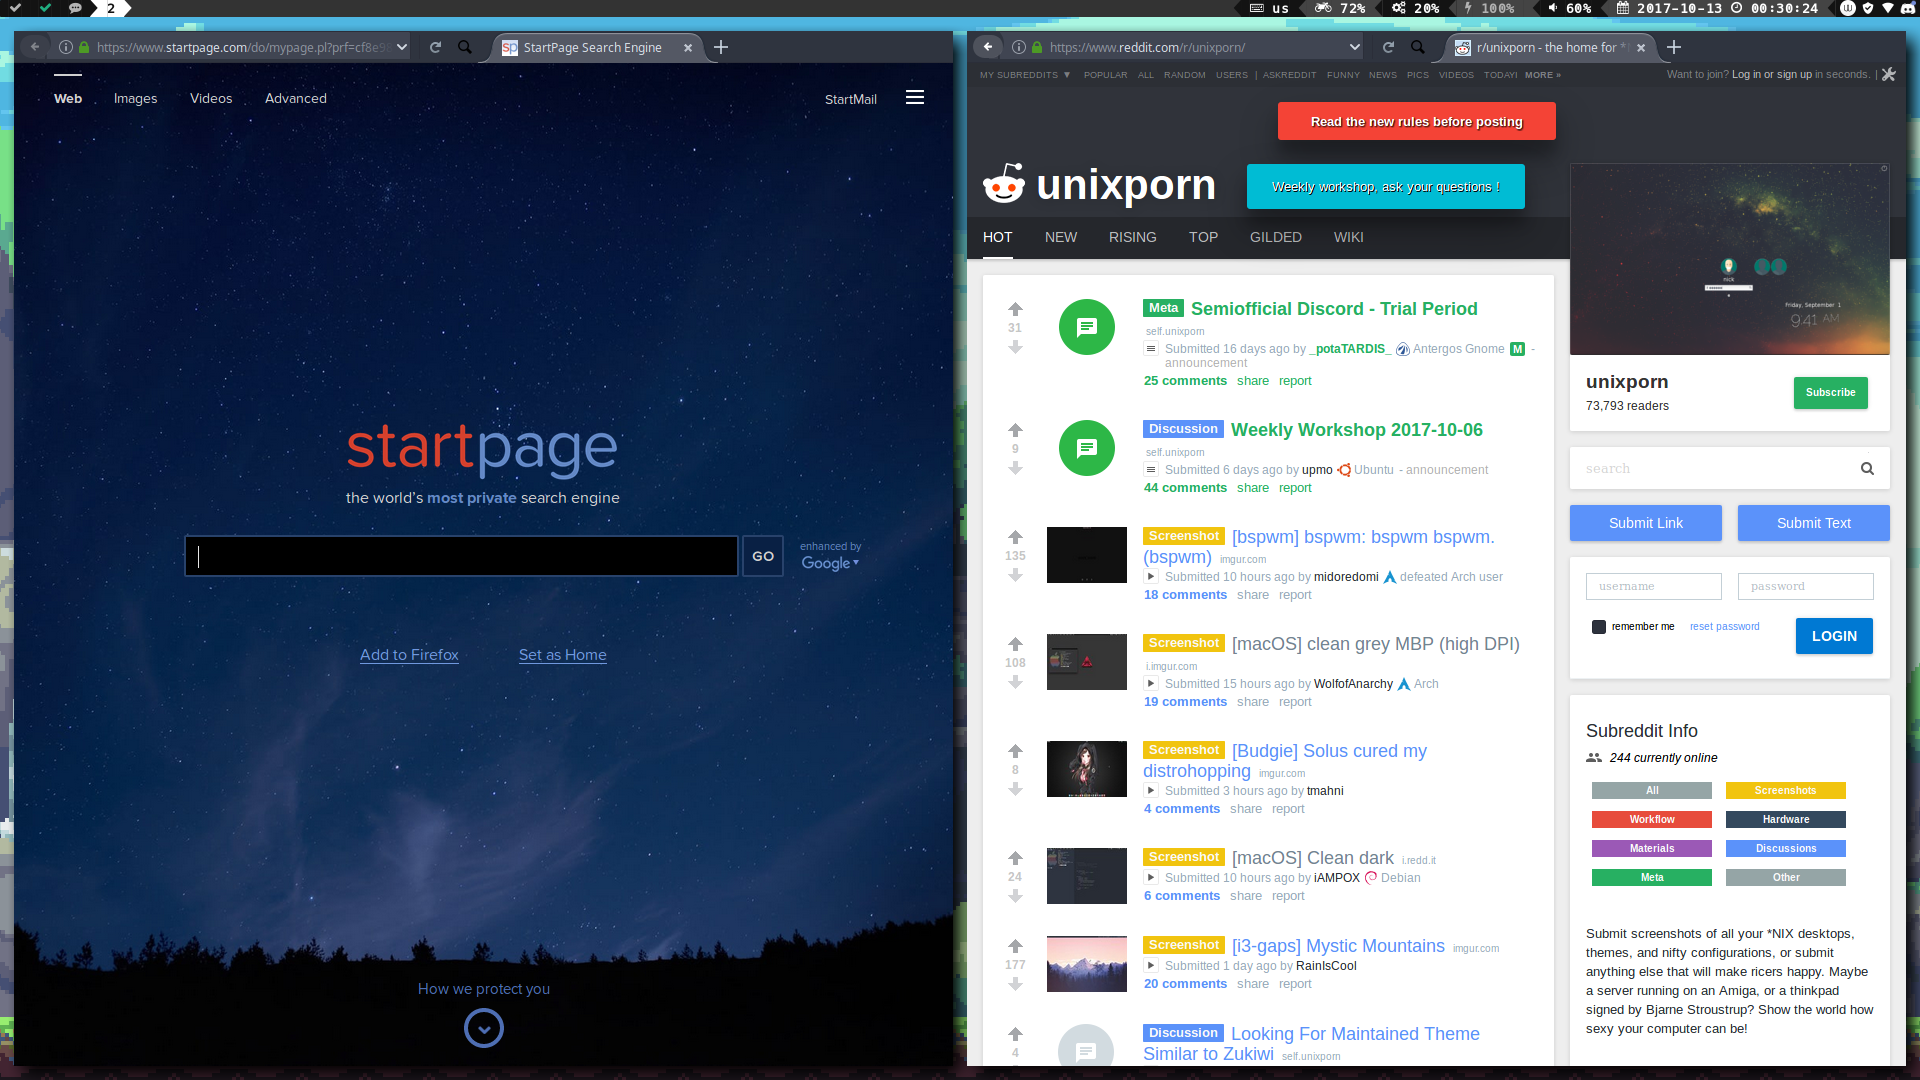 2
us
72%
20%
100%
60%
2017-10-13
00:30:24
https://www.startpage.com/do/mypage.pl?prf=cf8e9
StartPage Search Engine
Web
Images
Videos
Advanced
StartMail
startpage
the world's most private search engine
GO
enhanced by
Google
Add to Firefox
Set as Home
How we protect you
https://www.reddit.com/r/unixporn/
r/unixporn - the home for *
MY SUBREDDITS ▼ POPULAR ALL RANDOM USERS | ASKREDDIT FUNNY NEWS PICS VIDEOS TODAYI MORE »
Want to join? Log in or sign up in seconds. |
Read the new rules before posting
unixporn
Weekly workshop, ask your questions !
HOT NEW RISING TOP GILDED WIKI
31
Meta Semiofficial Discord - Trial Period
self.unixporn
Submitted 16 days ago by _potaTARDIS_ Antergos Gnome M -
announcement
25 comments share report
9
Discussion Weekly Workshop 2017-10-06
self.unixporn
Submitted 6 days ago by upmo Ubuntu - announcement
44 comments share report
135
Screenshot [bspwm] bspwm: bspwm bspwm.
(bspwm) imgur.com
Submitted 10 hours ago by midoredomi defeated Arch user
18 comments share report
108
Screenshot [macOS] clean grey MBP (high DPI)
i.imgur.com
Submitted 15 hours ago by WolfofAnarchy Arch
19 comments share report
8
Screenshot [Budgie] Solus cured my
distrohopping imgur.com
Submitted 3 hours ago by tmahni
4 comments share report
24
Screenshot [macOS] Clean dark i.redd.it
Submitted 10 hours ago by iAMPOX Debian
6 comments share report
177
Screenshot [i3-gaps] Mystic Mountains imgur.com
Submitted 1 day ago by RainIsCool
20 comments share report
4
Discussion Looking For Maintained Theme
Similar to Zukiwi self.unixporn
nick
Friday, September 1
9:41 AM
unixporn
73,793 readers
Subscribe
search
Submit Link
Submit Text
username
password
remember me
reset password
LOGIN
Subreddit Info
244 currently online
All
Screenshots
Workflow
Hardware
Materials
Discussions
Meta
Other
Submit screenshots of all your *NIX desktops,
themes, and nifty configurations, or submit
anything else that will make ricers happy. Maybe
a server running on an Amiga, or a thinkpad
signed by Bjarne Stroustrup? Show the world how
sexy your computer can be!